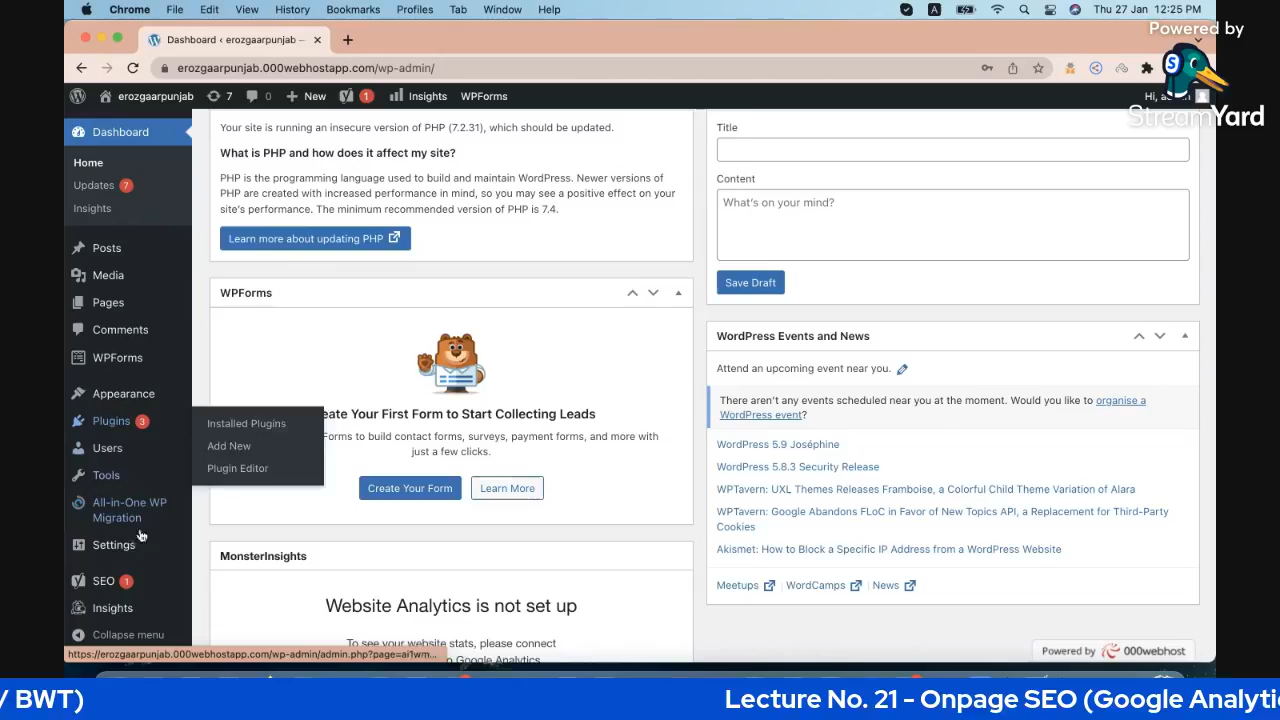 Chrome File Edit View History Bookmarks Profiles Tab Window Help
A Thu 27 Jan 12:25 PM
Powered by
StreamYard
Dashboard ‹ erozgaarpunjab —
erozgaarpunjab.000webhostapp.com/wp-admin/
erozgaarpunjab 7 0 New 1 Insights WPForms
Dashboard
Home
Updates 7
Insights
Posts
Media
Pages
Comments
WPForms
Appearance
Plugins 3
Users
Tools
All-in-One WP
Migration
Settings
SEO 1
Insights
Collapse menu
Installed Plugins
Add New
Plugin Editor
Your site is running an insecure version of PHP (7.2.31), which should be updated.
What is PHP and how does it affect my site?
PHP is the programming language used to build and maintain WordPress. Newer versions of
PHP are created with increased performance in mind, so you may see a positive effect on your
site's performance. The minimum recommended version of PHP is 7.4.
Learn more about updating PHP
WPForms
eate Your First Form to Start Collecting Leads
Forms to build contact forms, surveys, payment forms, and more with
just a few clicks.
Create Your Form Learn More
MonsterInsights
Website Analytics is not set up
To see your website stats, please connect
Google Analytics
Title
Content
What's on your mind?
Save Draft
WordPress Events and News
Attend an upcoming event near you.
There aren't any events scheduled near you at the moment. Would you like to organise a
WordPress event?
WordPress 5.9 Joséphine
WordPress 5.8.3 Security Release
WPTavern: UXL Themes Releases Framboise, a Colorful Child Theme Variation of Alara
WPTavern: Google Abandons FLoC in Favor of New Topics API, a Replacement for Third-Party
Cookies
Akismet: How to Block a Specific IP Address from a WordPress Website
Meetups | WordCamps | News
Powered by 000webhost
https://erozgaarpunjab.000webhostapp.com/wp-admin/admin.php?page=ai1wm...
/ BWT) Lecture No. 21 - Onpage SEO (Google Analyti